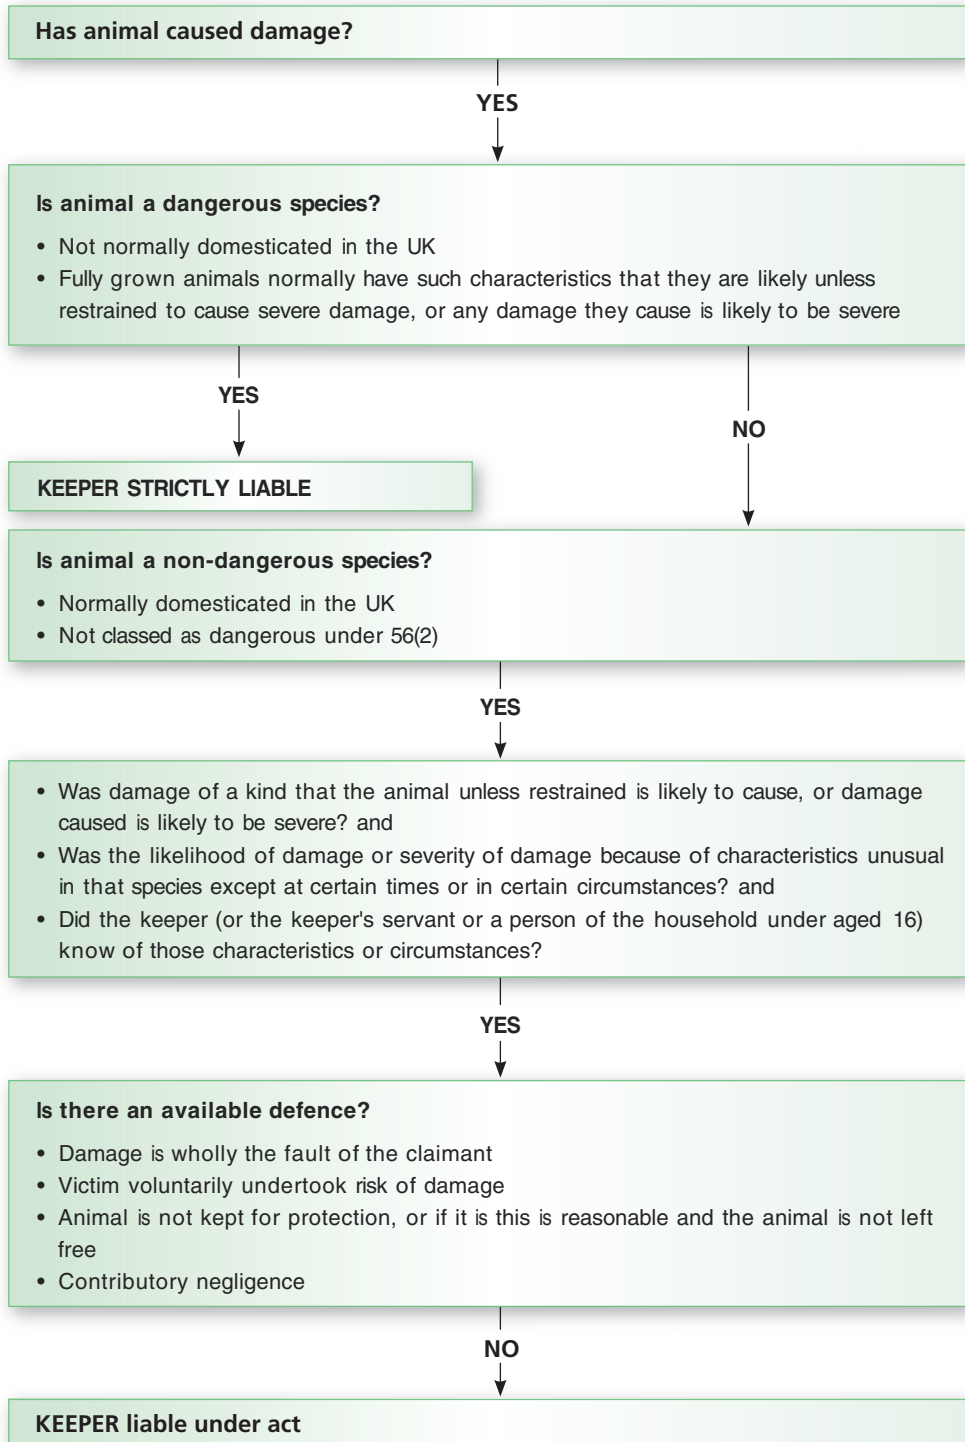 Has animal caused damage?
YES
Is animal a dangerous species?
• Not normally domesticated in the UK
• Fully grown animals normally have such characteristics that they are likely unless
restrained to cause severe damage, or any damage they cause is likely to be severe
YES
NO
KEEPER STRICTLY LIABLE
Is animal a non-dangerous species?
• Normally domesticated in the UK
• Not classed as dangerous under 56(2)
YES
• Was damage of a kind that the animal unless restrained is likely to cause, or damage
caused is likely to be severe? and
• Was the likelihood of damage or severity of damage because of characteristics unusual
in that species except at certain times or in certain circumstances? and
• Did the keeper (or the keeper's servant or a person of the household under aged 16)
know of those characteristics or circumstances?
YES
Is there an available defence?
• Damage is wholly the fault of the claimant
• Victim voluntarily undertook risk of damage
• Animal is not kept for protection, or if it is this is reasonable and the animal is not left
free
• Contributory negligence
NO
KEEPER liable under act